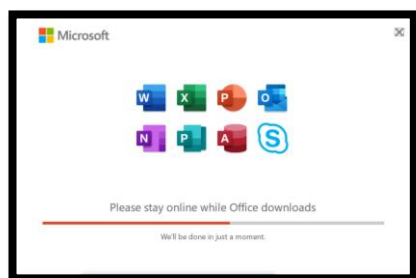 Microsoft
W X P O
N P A S
Please stay online while Office downloads
We'll be done in just a moment.